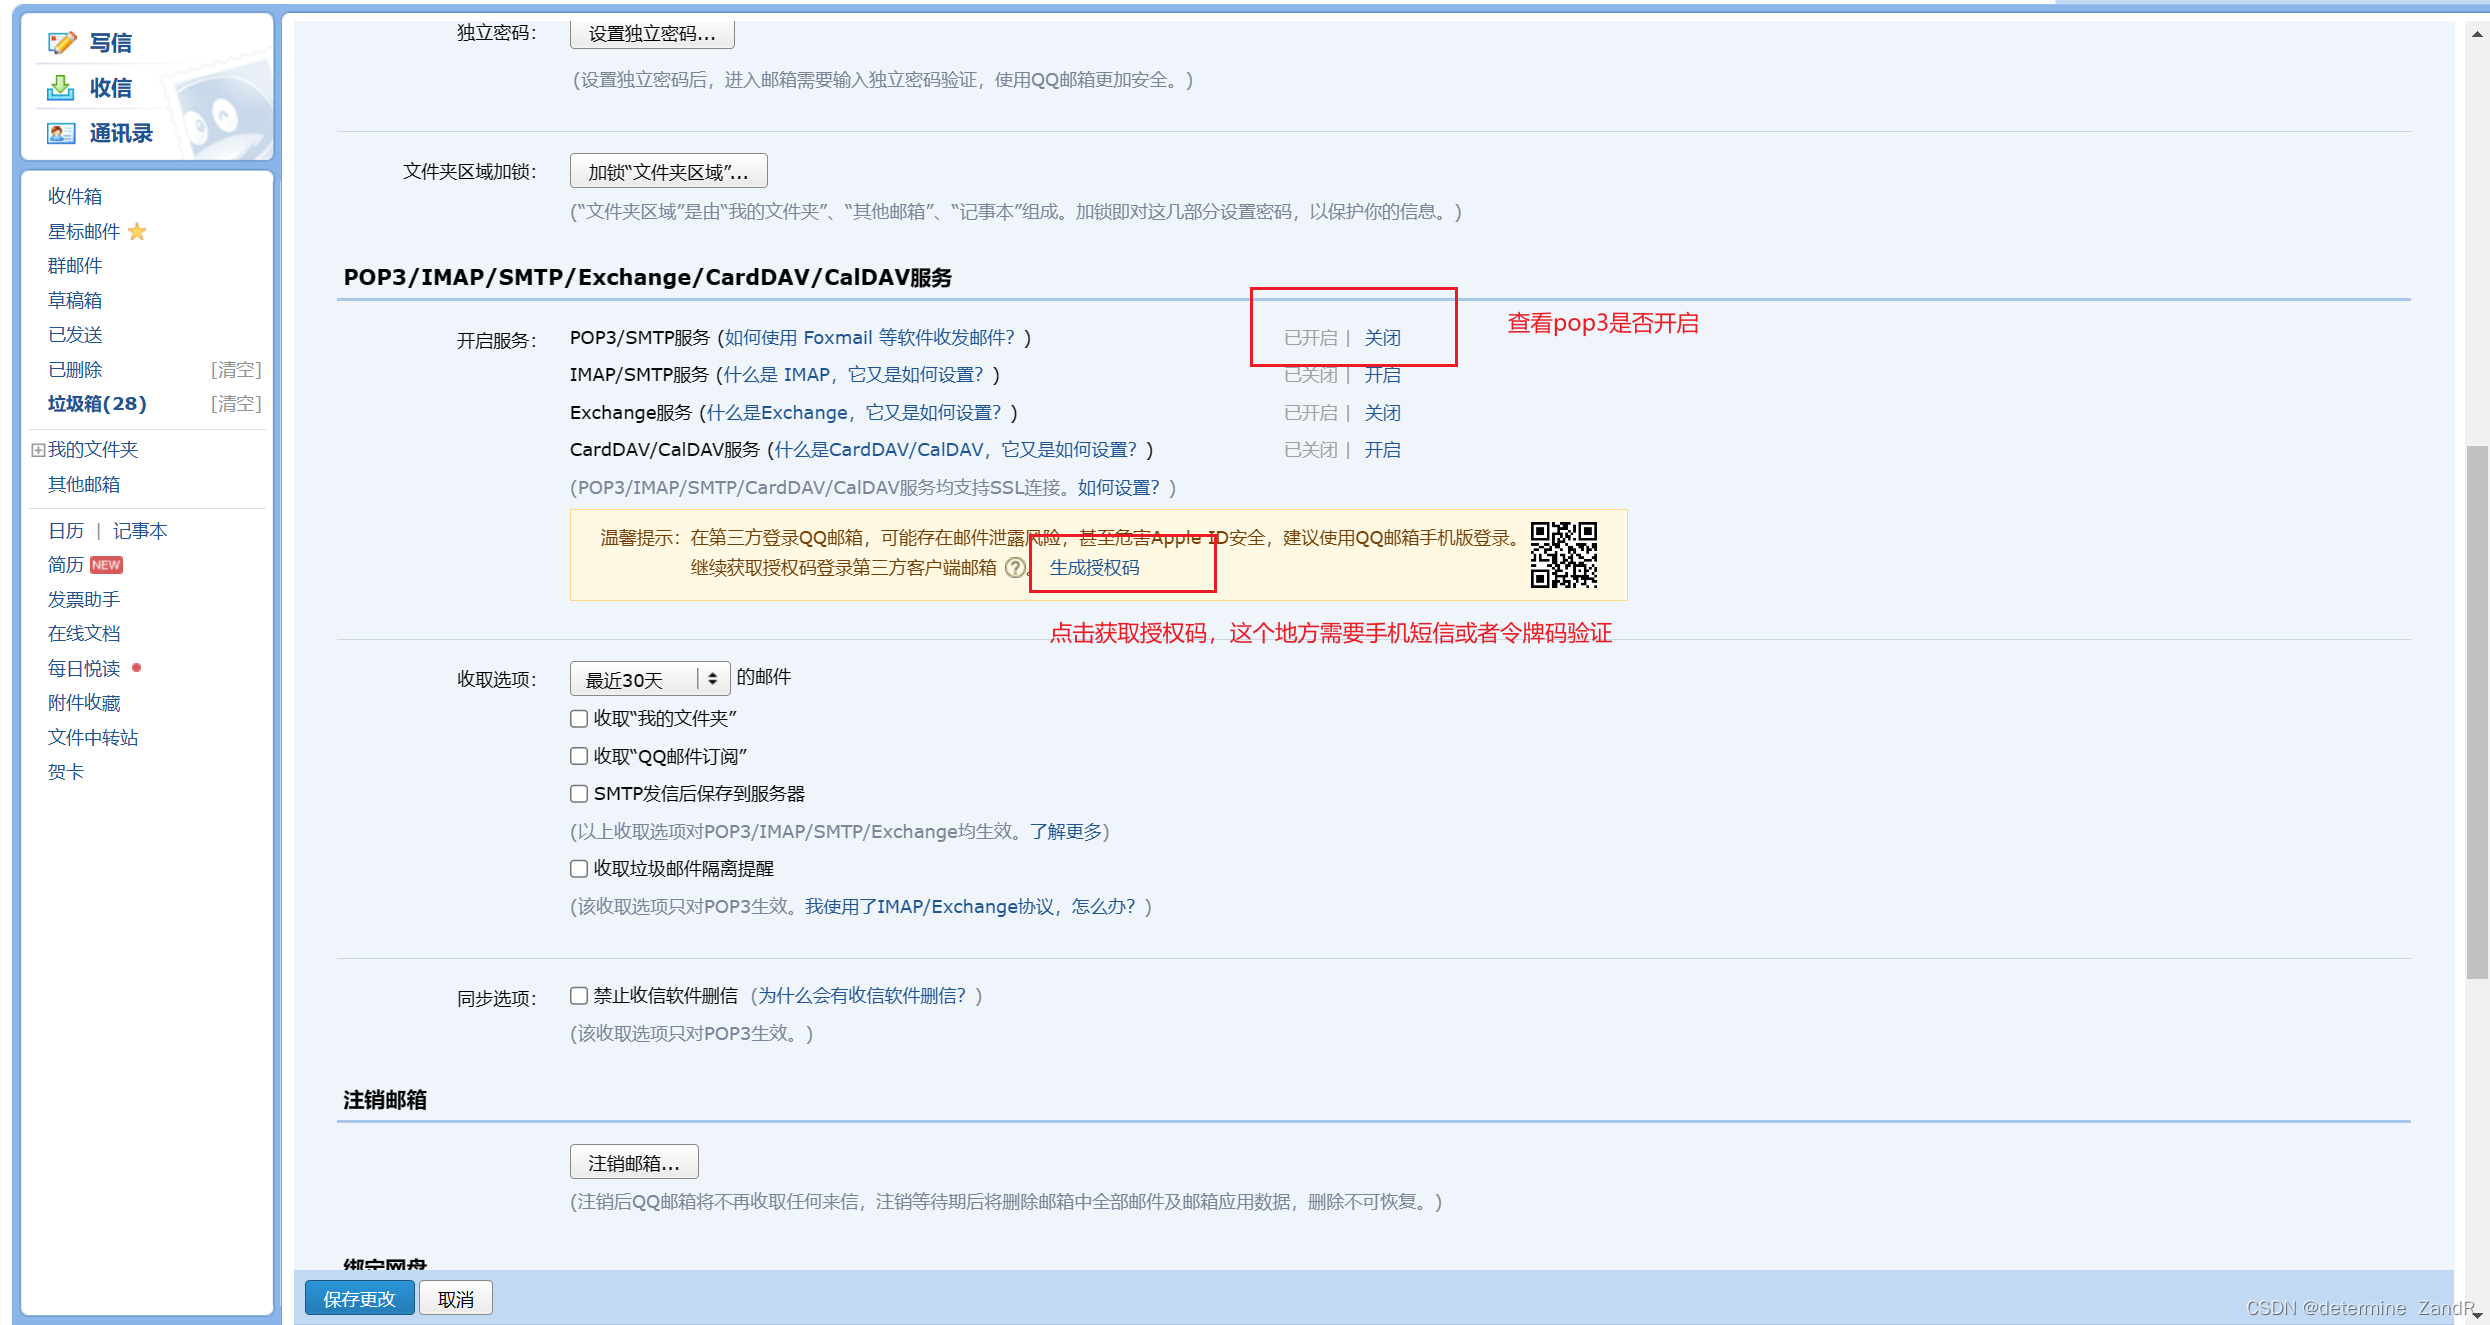 写信
收信
通讯录
收件箱
星标邮件
群邮件
草稿箱
已发送
已删除 [清空]
垃圾箱(28) [清空]
我的文件夹
其他邮箱
日历 | 记事本
简历 NEW
发票助手
在线文档
每日悦读
附件收藏
文件中转站
贺卡
独立密码： 设置独立密码...
(设置独立密码后，进入邮箱需要输入独立密码验证，使用QQ邮箱更加安全。)
文件夹区域加锁： 加锁“文件夹区域”...
(“文件夹区域”是由“我的文件夹”、“其他邮箱”、“记事本”组成。加锁即对这几部分设置密码，以保护你的信息。)
POP3/IMAP/SMTP/Exchange/CardDAV/CalDAV服务
开启服务： POP3/SMTP服务 (如何使用 Foxmail 等软件收发邮件？) 已开启 | 关闭
查看pop3是否开启
IMAP/SMTP服务 (什么是 IMAP，它又是如何设置？) 已关闭 | 开启
Exchange服务 (什么是Exchange，它又是如何设置？) 已开启 | 关闭
CardDAV/CalDAV服务 (什么是CardDAV/CalDAV，它又是如何设置？) 已关闭 | 开启
(POP3/IMAP/SMTP/CardDAV/CalDAV服务均支持SSL连接。如何设置？)
温馨提示：在第三方登录QQ邮箱，可能存在邮件泄露风险，甚至危害Apple ID安全，建议使用QQ邮箱手机版登录。
继续获取授权码登录第三方客户端邮箱 ?。 生成授权码
点击获取授权码，这个地方需要手机短信或者令牌码验证
收取选项： 最近30天 的邮件
收取“我的文件夹”
收取“QQ邮件订阅”
SMTP发信后保存到服务器
(以上收取选项对POP3/IMAP/SMTP/Exchange均生效。了解更多)
收取垃圾邮件隔离提醒
(该收取选项只对POP3生效。我使用了IMAP/Exchange协议，怎么办？)
同步选项： 禁止收信软件删信 (为什么会有收信软件删信？)
(该收取选项只对POP3生效。)
注销邮箱
注销邮箱...
(注销后QQ邮箱将不再收取任何来信，注销等待期后将删除邮箱中全部邮件及邮箱应用数据，删除不可恢复。)
绑定网盘
保存更改 取消
CSDN @determine_ZandR